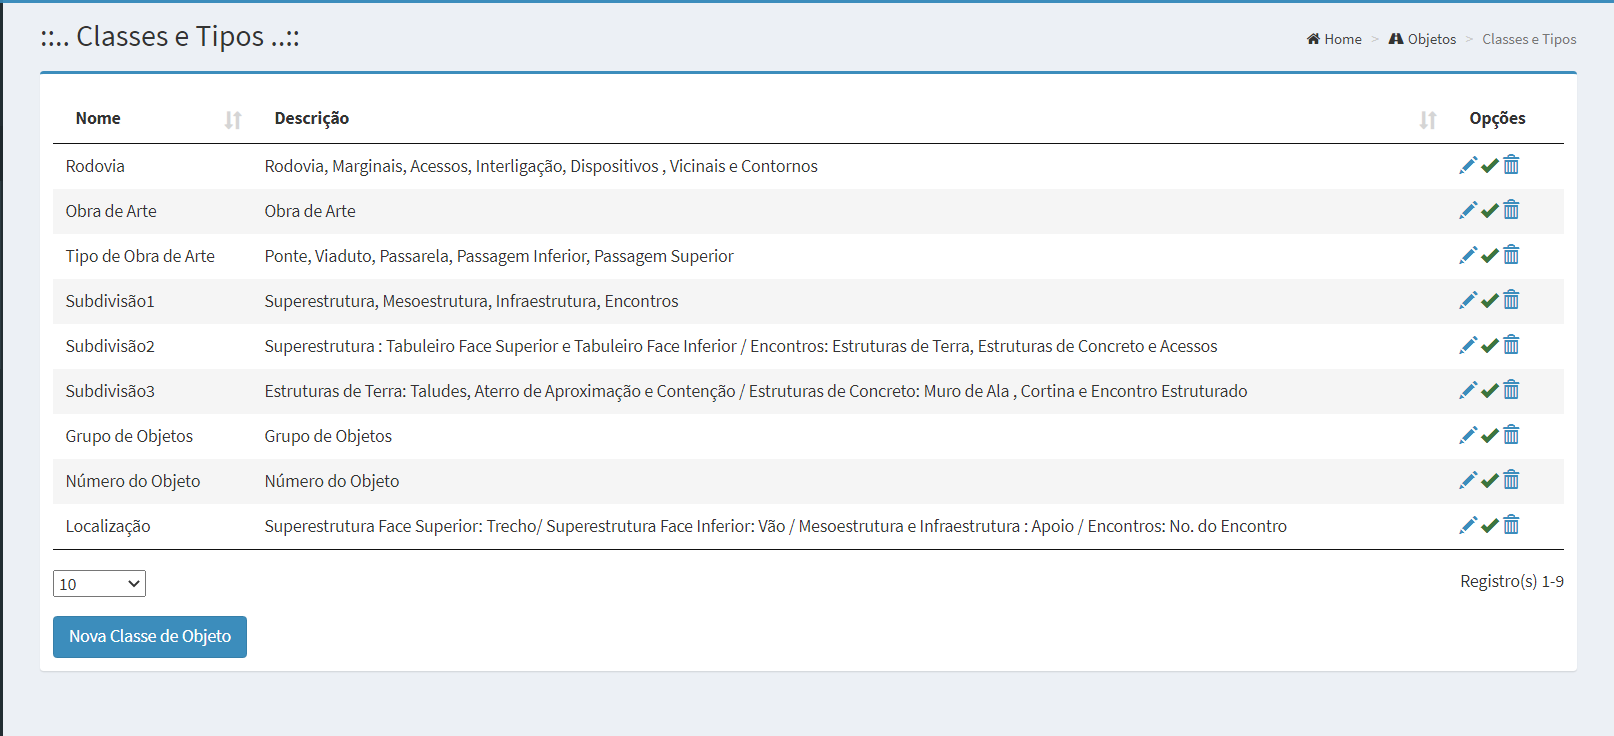 ::.. Classes e Tipos ..::
Home > Objetos > Classes e Tipos
Nome Descrição Opções
Rodovia Rodovia, Marginais, Acessos, Interligação, Dispositivos , Vicinais e Contornos
Obra de Arte Obra de Arte
Tipo de Obra de Arte Ponte, Viaduto, Passarela, Passagem Inferior, Passagem Superior
Subdivisão1 Superestrutura, Mesoestrutura, Infraestrutura, Encontros
Subdivisão2 Superestrutura : Tabuleiro Face Superior e Tabuleiro Face Inferior / Encontros: Estruturas de Terra, Estruturas de Concreto e Acessos
Subdivisão3 Estruturas de Terra: Taludes, Aterro de Aproximação e Contenção / Estruturas de Concreto: Muro de Ala , Cortina e Encontro Estruturado
Grupo de Objetos Grupo de Objetos
Número do Objeto Número do Objeto
Localização Superestrutura Face Superior: Trecho/ Superestrutura Face Inferior: Vão / Mesoestrutura e Infraestrutura : Apoio / Encontros: No. do Encontro
10 Registro(s) 1-9
Nova Classe de Objeto